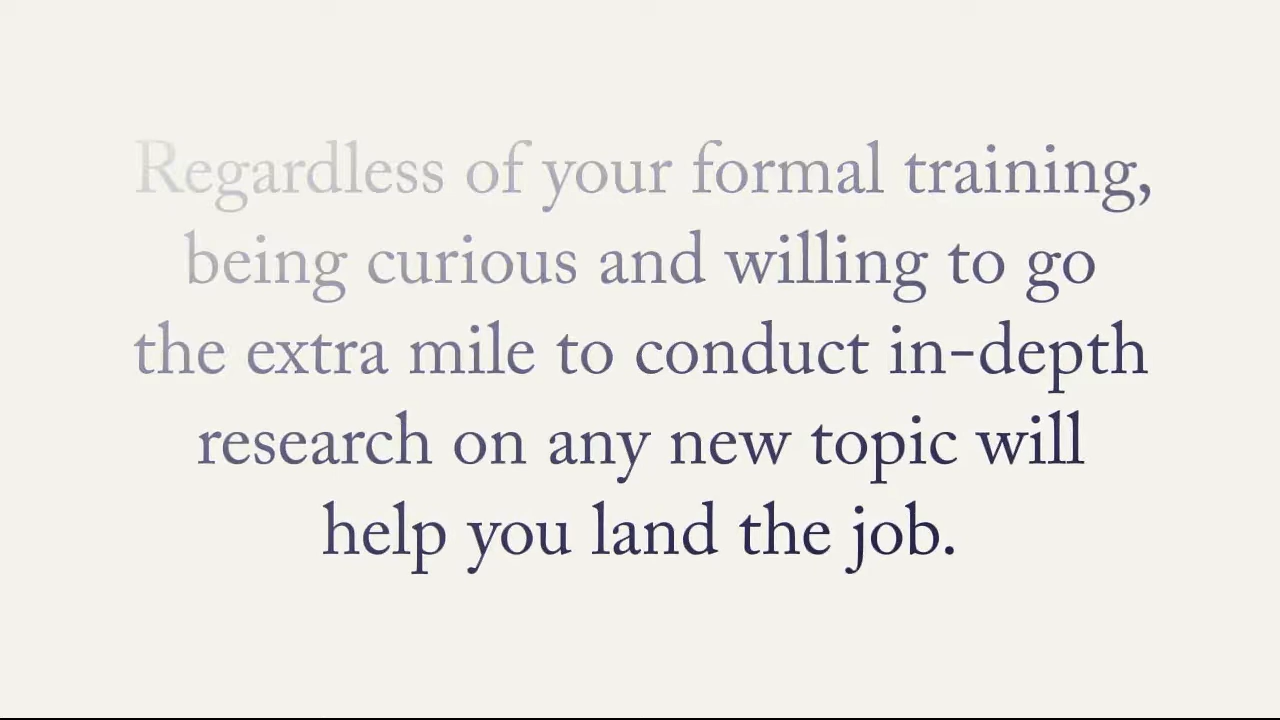 Regardless of your formal training,
being curious and willing to go
the extra mile to conduct in-depth
research on any new topic will
help you land the job.